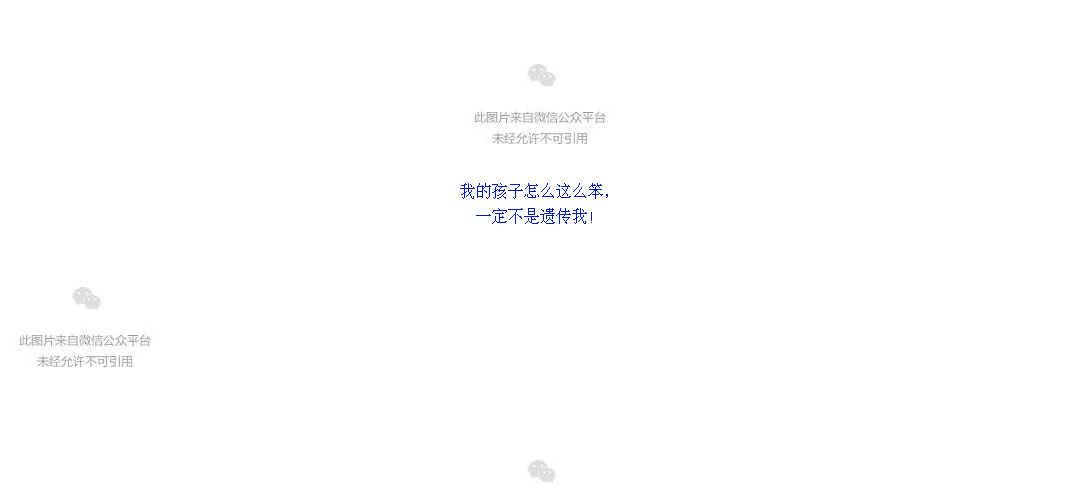 此图片来自微信公众平台
未经允许不可引用
我的孩子怎么这么笨,
一定不是遗传我!
此图片来自微信公众平台
未经允许不可引用